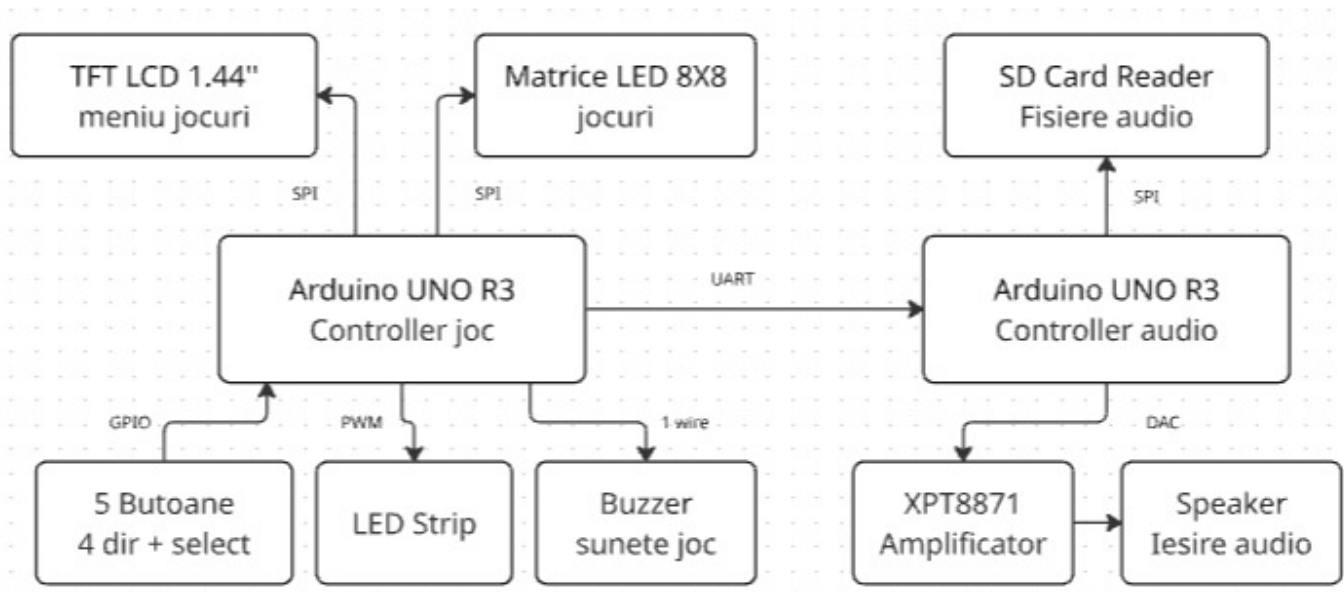 TFT LCD 1.44"
meniu jocuri
Matrice LED 8X8
jocuri
SD Card Reader
Fisiere audio
SPI
SPI
SPI
Arduino UNO R3
Controller joc
UART
Arduino UNO R3
Controller audio
GPIO
PWM
1 wire
DAC
5 Butoane
4 dir + select
LED Strip
Buzzer
sunete joc
XPT8871
Amplificator
Speaker
Iesire audio